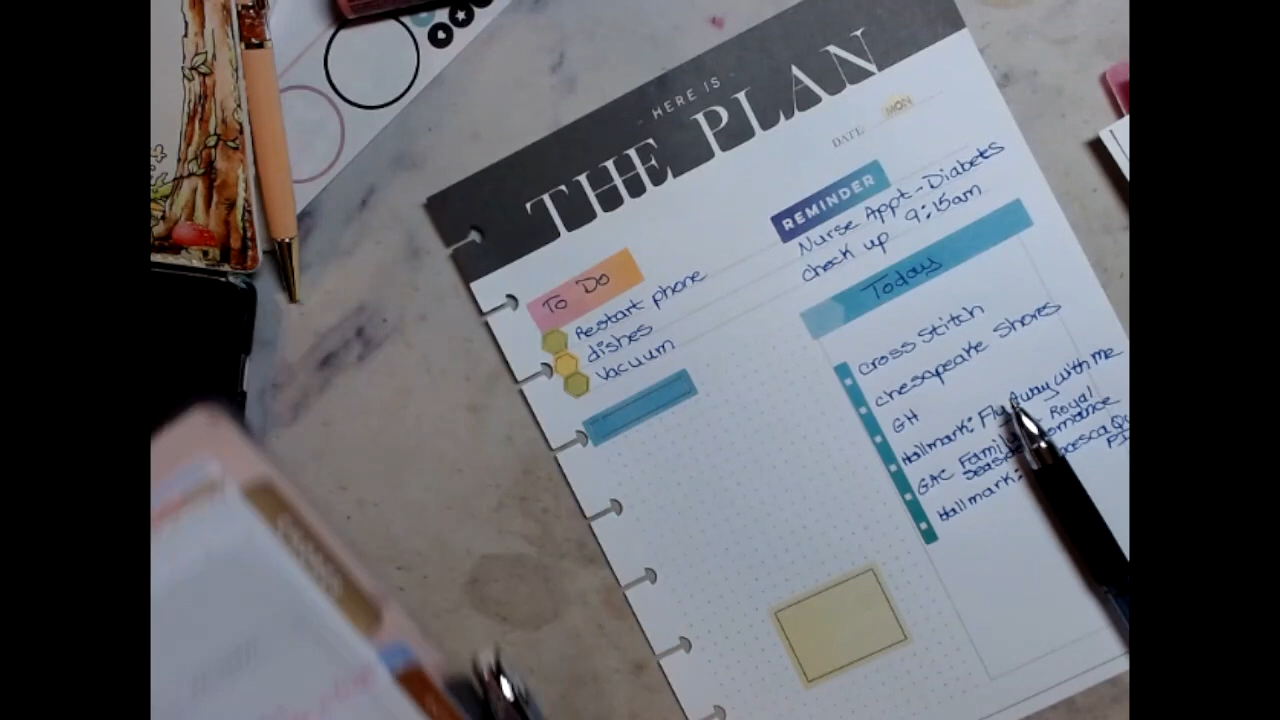 HERE IS
THE PLAN
DATE MON
REMINDER
Nurse Appt - Diabets
check up 9:15am
To Do
Restart phone
dishes
Vacuum
Today
cross stitch
chesapeake shores
GH
Hallmark: Fly Away with me
GAC Family Royal
Seaside Romance
Hallmark: